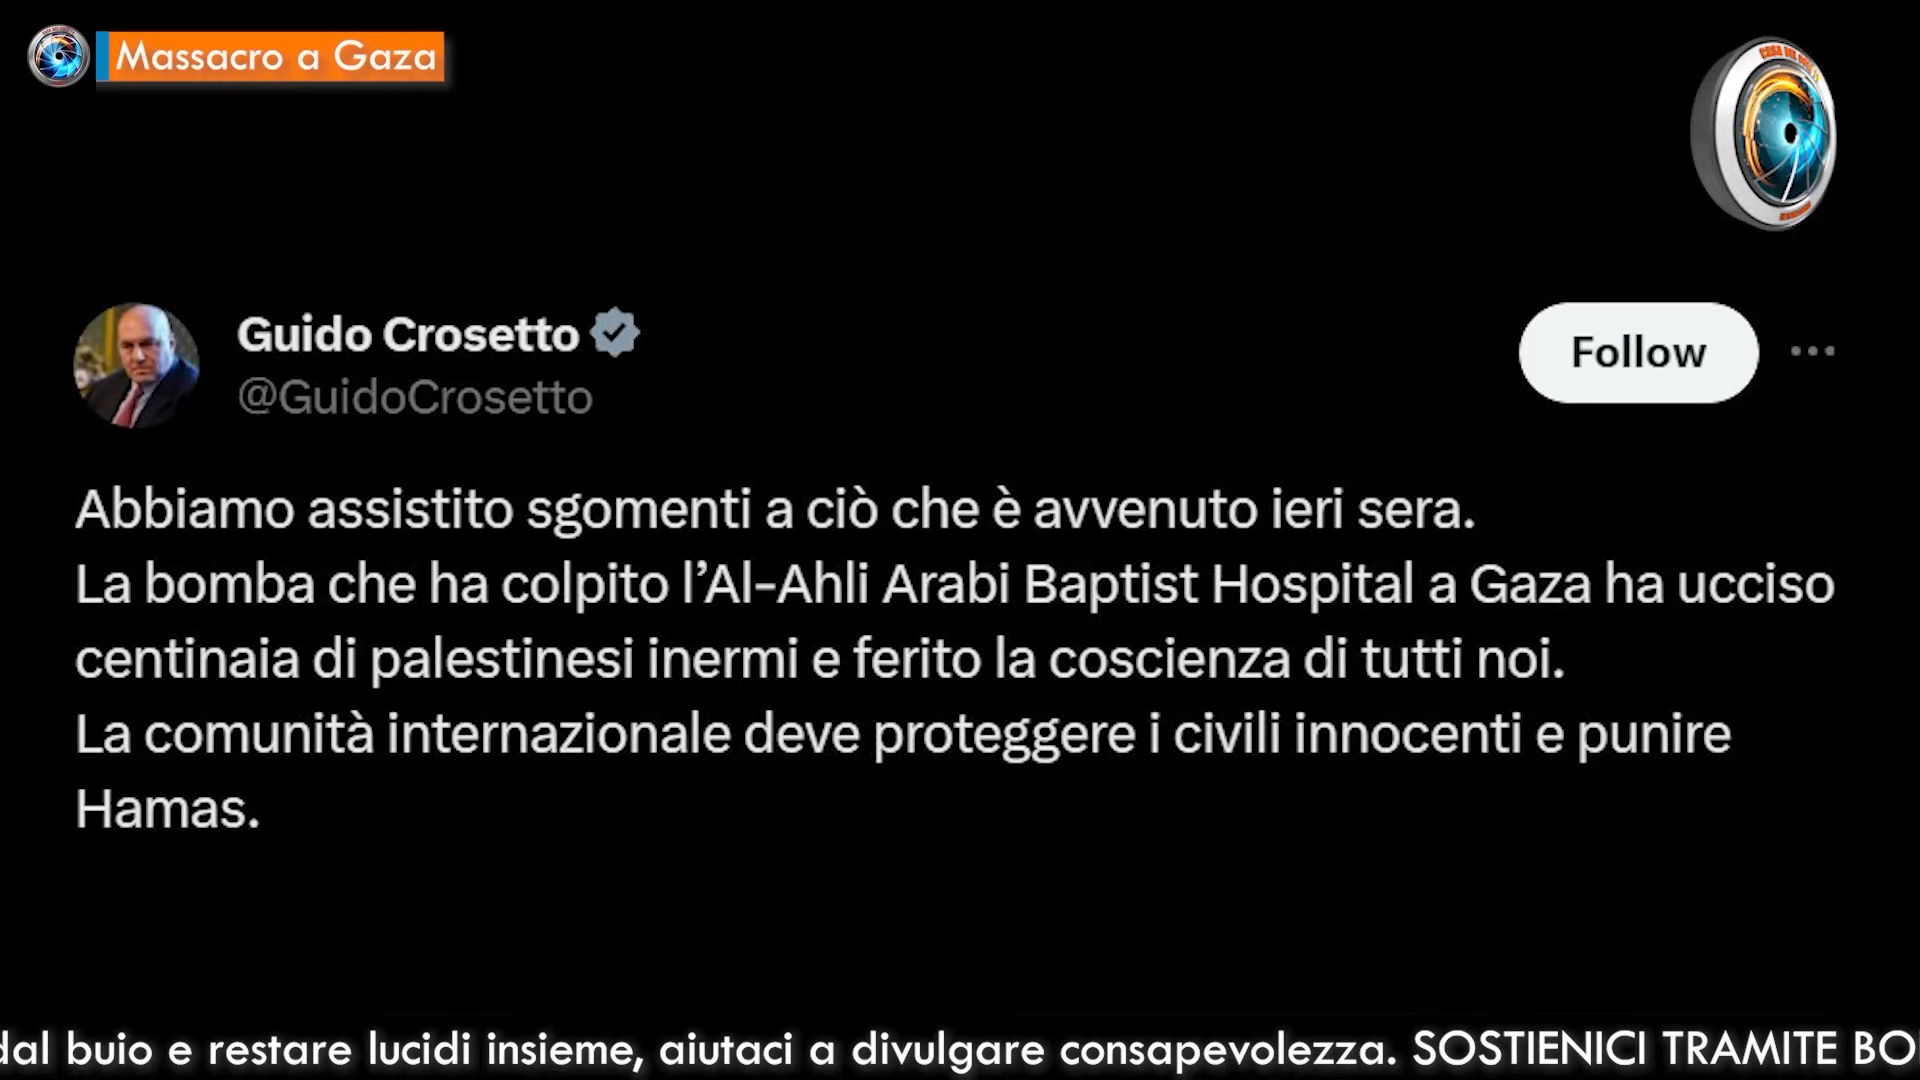 Massacro a Gaza
Guido Crosetto
@GuidoCrosetto
Follow
Abbiamo assistito sgomenti a ciò che è avvenuto ieri sera.
La bomba che ha colpito l’Al-Ahli Arabi Baptist Hospital a Gaza ha ucciso
centinaia di palestinesi inermi e ferito la coscienza di tutti noi.
La comunità internazionale deve proteggere i civili innocenti e punire
Hamas.
dal buio e restare lucidi insieme, aiutaci a divulgare consapevolezza. SOSTIENICI TRAMITE